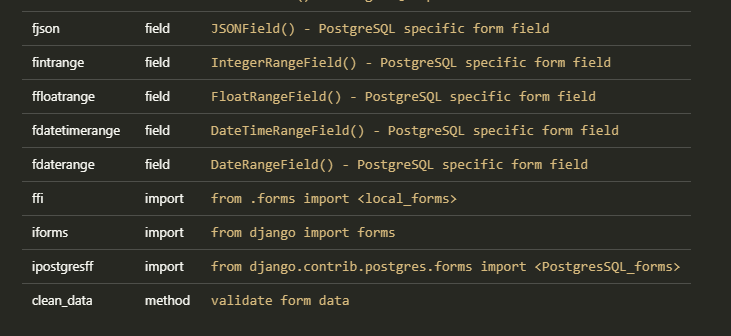 fjson field JSONField() - PostgreSQL specific form field
fintrange field IntegerRangeField() - PostgreSQL specific form field
ffloatrange field FloatRangeField() - PostgreSQL specific form field
fdatetimerange field DateTimeRangeField() - PostgreSQL specific form field
fdaterange field DateRangeField() - PostgreSQL specific form field
ffi import from .forms import <local_forms>
iforms import from django import forms
ipostgresff import from django.contrib.postgres.forms import <PostgresSQL_forms>
clean_data method validate form data